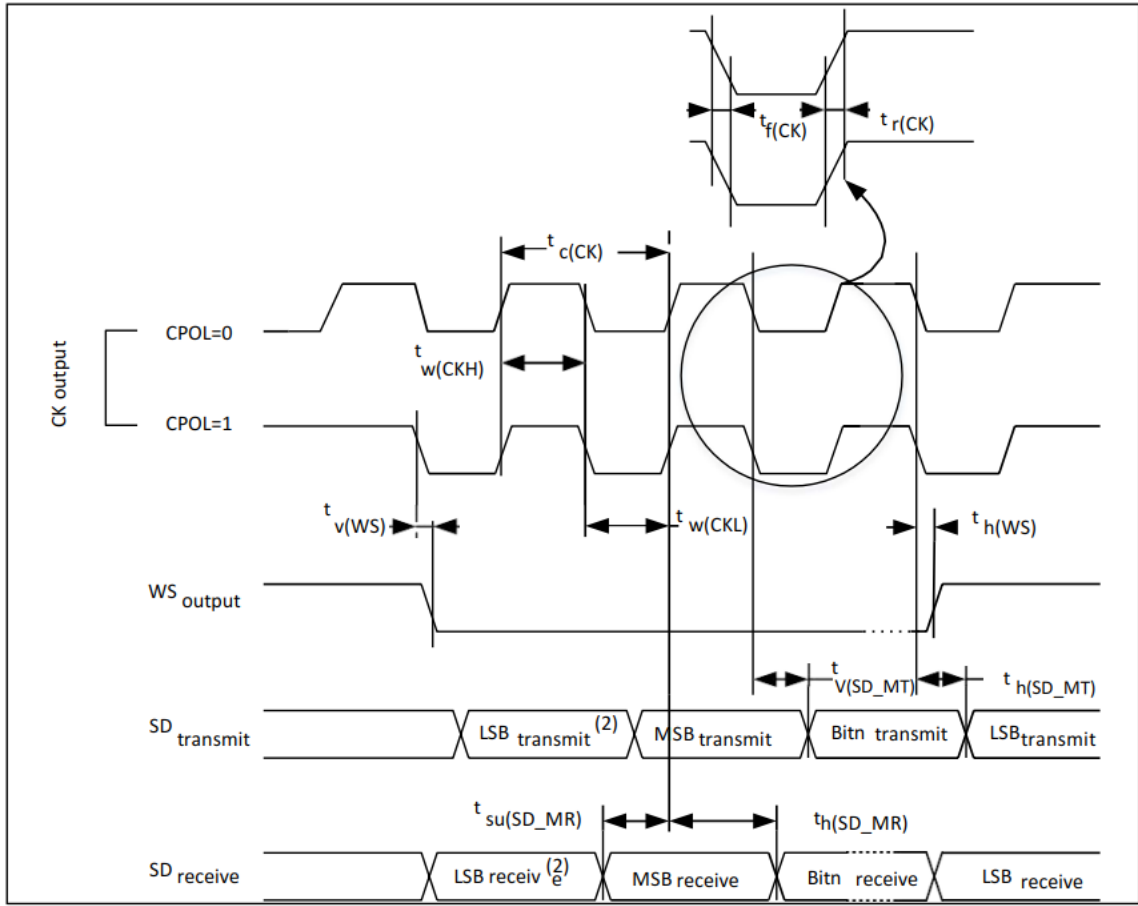 t f(CK)
t r(CK)
t c(CK)
CK output
CPOL=0
t w(CKH)
CPOL=1
t v(WS)
t w(CKL)
t h(WS)
WS output
t V(SD_MT)
t h(SD_MT)
SD transmit
LSB transmit (2)
MSB transmit
Bitn transmit
LSB transmit
t su(SD_MR)
t h(SD_MR)
SD receive
LSB receiv e (2)
MSB receive
Bitn receive
LSB receive